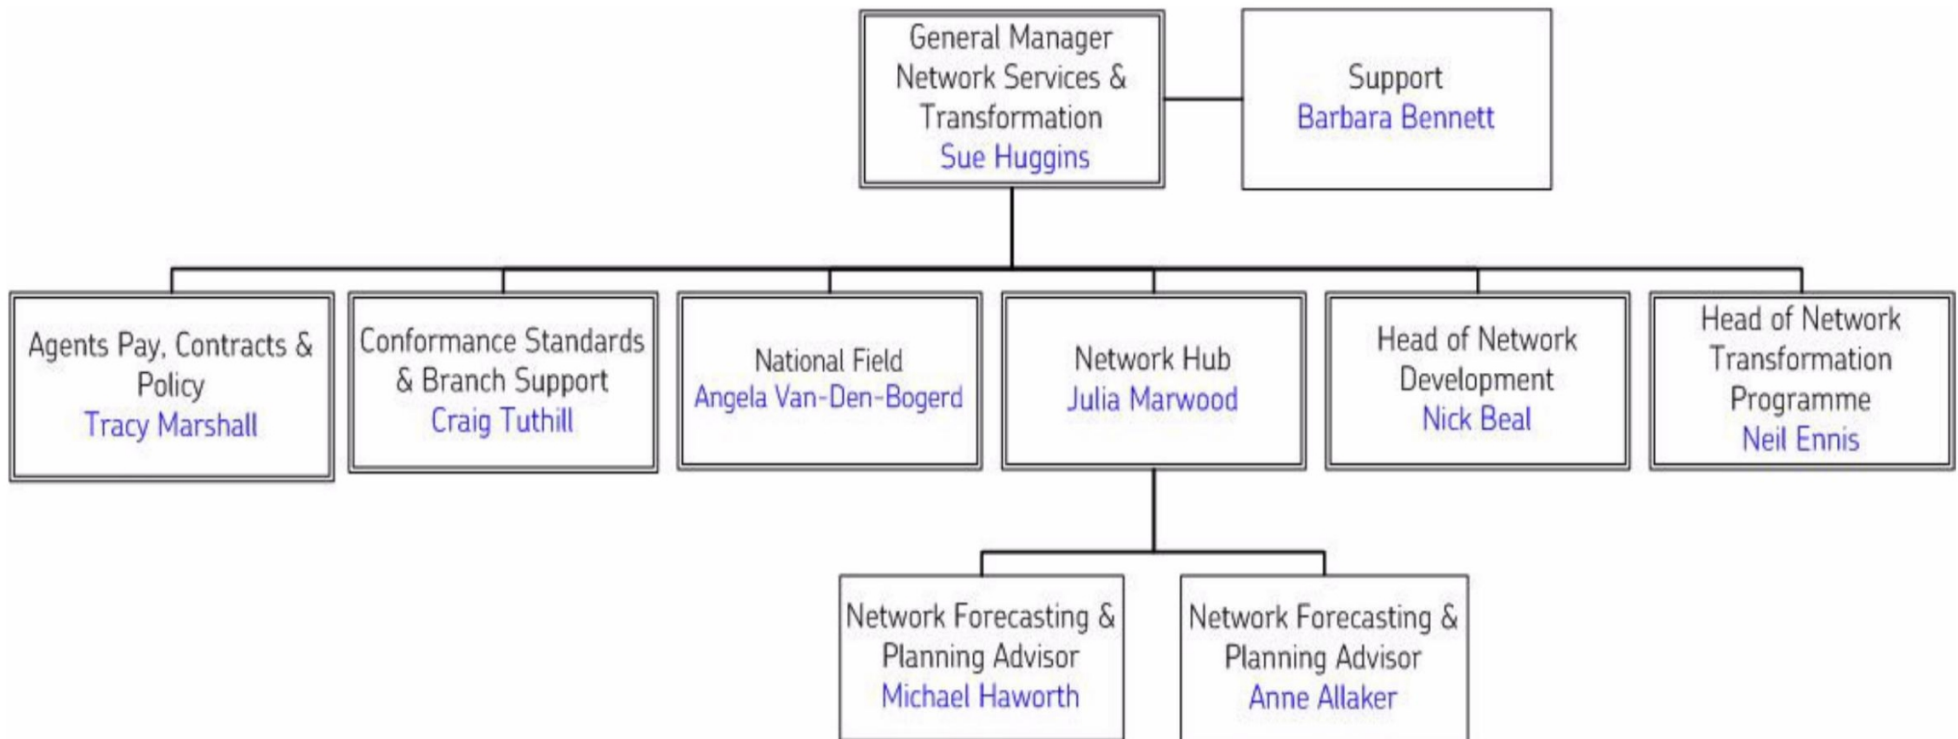 General Manager
Network Services &
Transformation
Sue Huggins
Support
Barbara Bennett
Agents Pay, Contracts &
Policy
Tracy Marshall
Conformance Standards
& Branch Support
Craig Tuthill
National Field
Angela Van-Den-Bogerd
Network Hub
Julia Marwood
Head of Network
Development
Nick Beal
Head of Network
Transformation
Programme
Neil Ennis
Network Forecasting &
Planning Advisor
Michael Haworth
Network Forecasting &
Planning Advisor
Anne Allaker